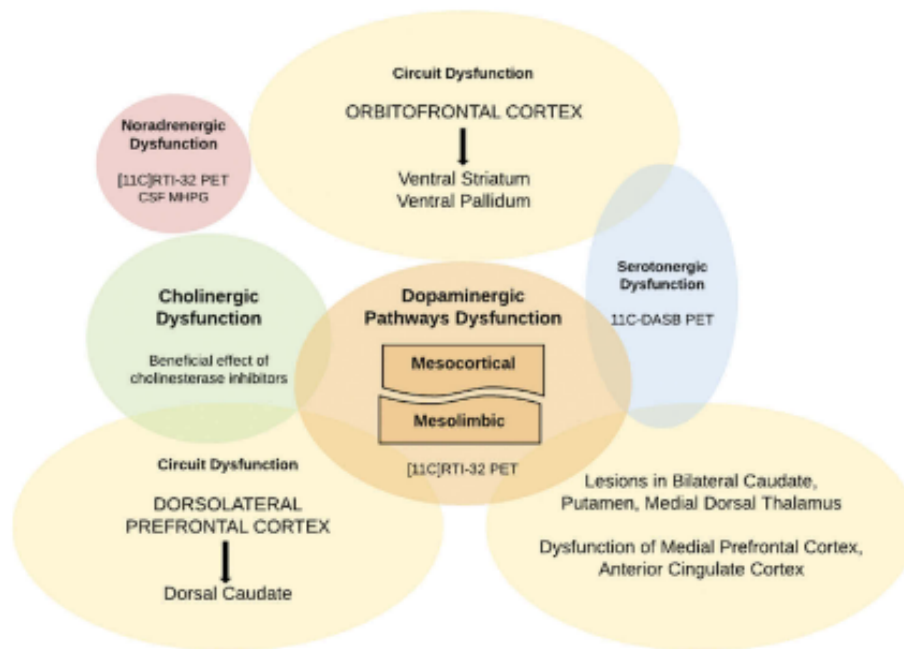 Circuit Dysfunction
ORBITOFRONTAL CORTEX
Ventral Striatum
Ventral Pallidum
Noradrenergic
Dysfunction
[11C]RTI-32 PET
CSF MHPG
Cholinergic
Dysfunction
Beneficial effect of
cholinesterase inhibitors
Dopaminergic
Pathways Dysfunction
Mesocortical
Mesolimbic
[11C]RTI-32 PET
Serotonergic
Dysfunction
11C-DASB PET
Circuit Dysfunction
DORSOLATERAL
PREFRONTAL CORTEX
Dorsal Caudate
Lesions in Bilateral Caudate,
Putamen, Medial Dorsal Thalamus
Dysfunction of Medial Prefrontal Cortex,
Anterior Cingulate Cortex